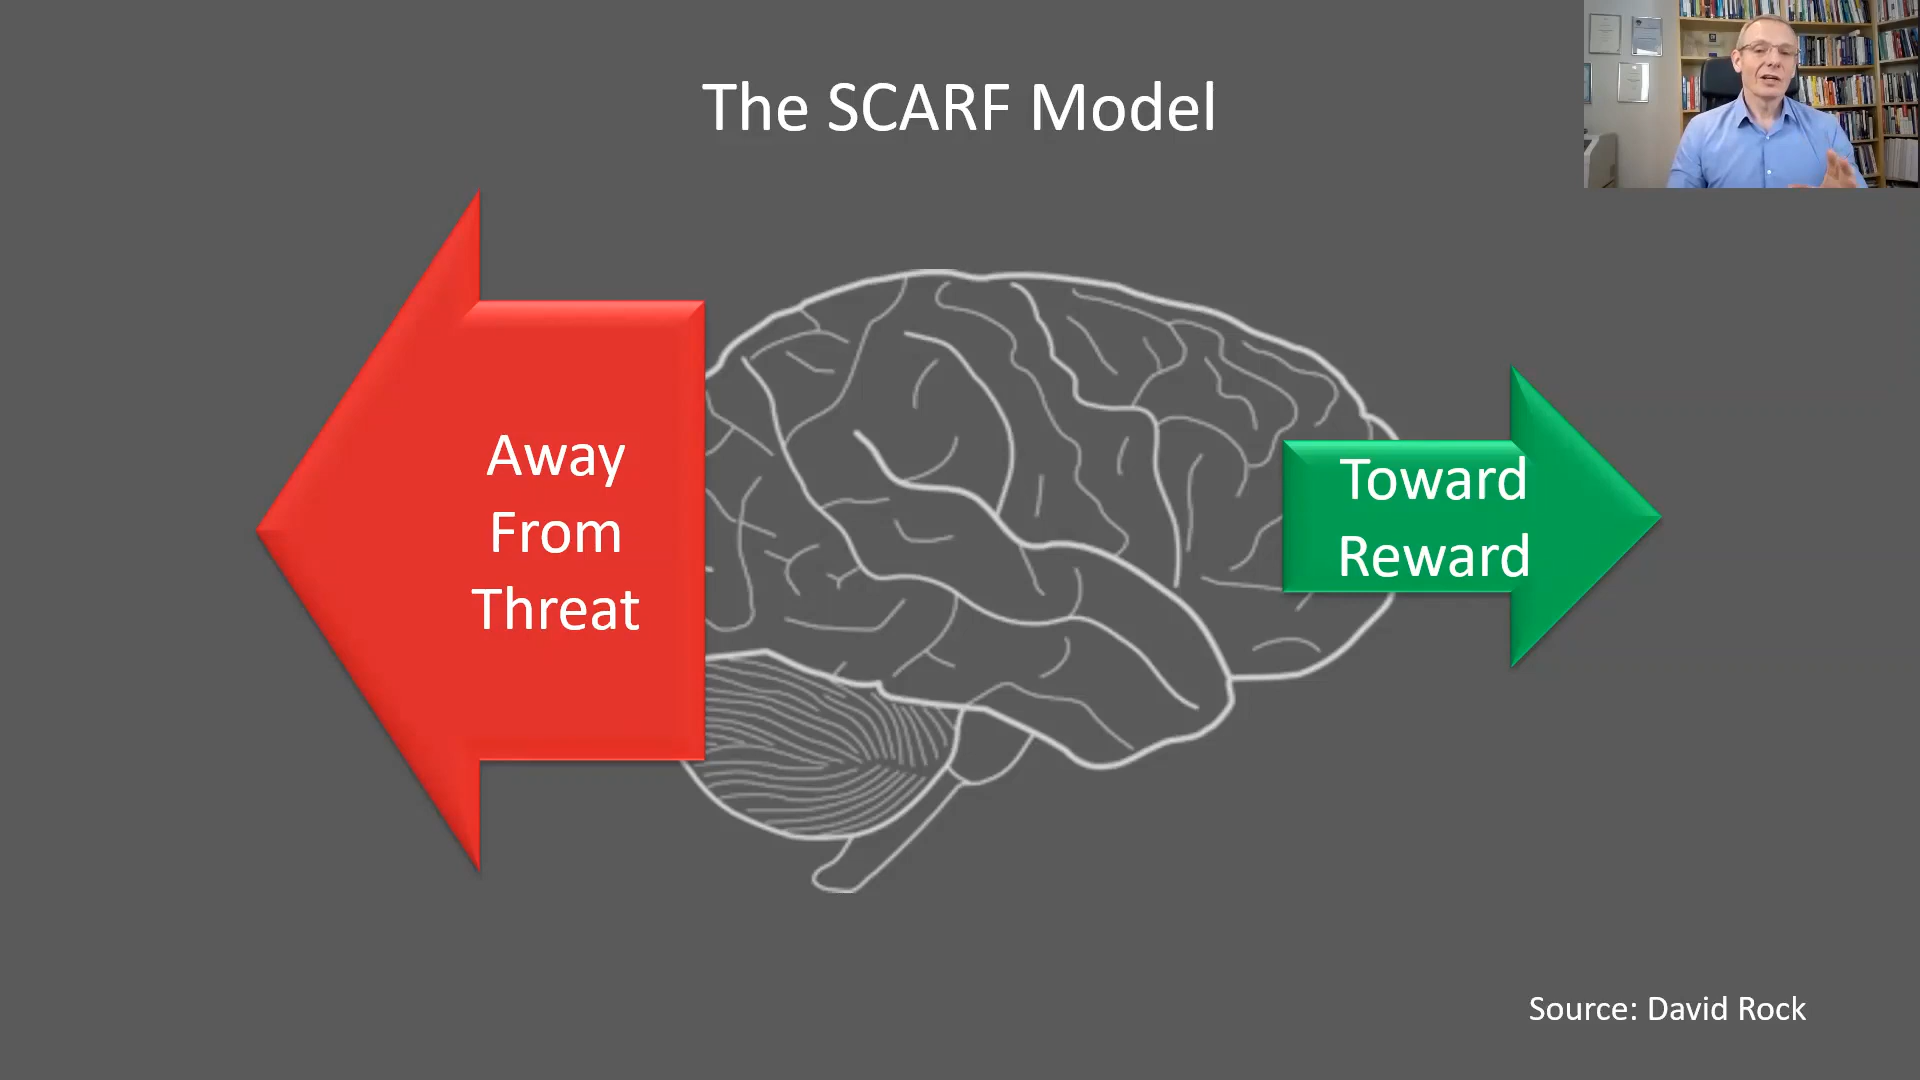 The SCARF Model
Away
From
Threat
Toward
Reward
Source: David Rock